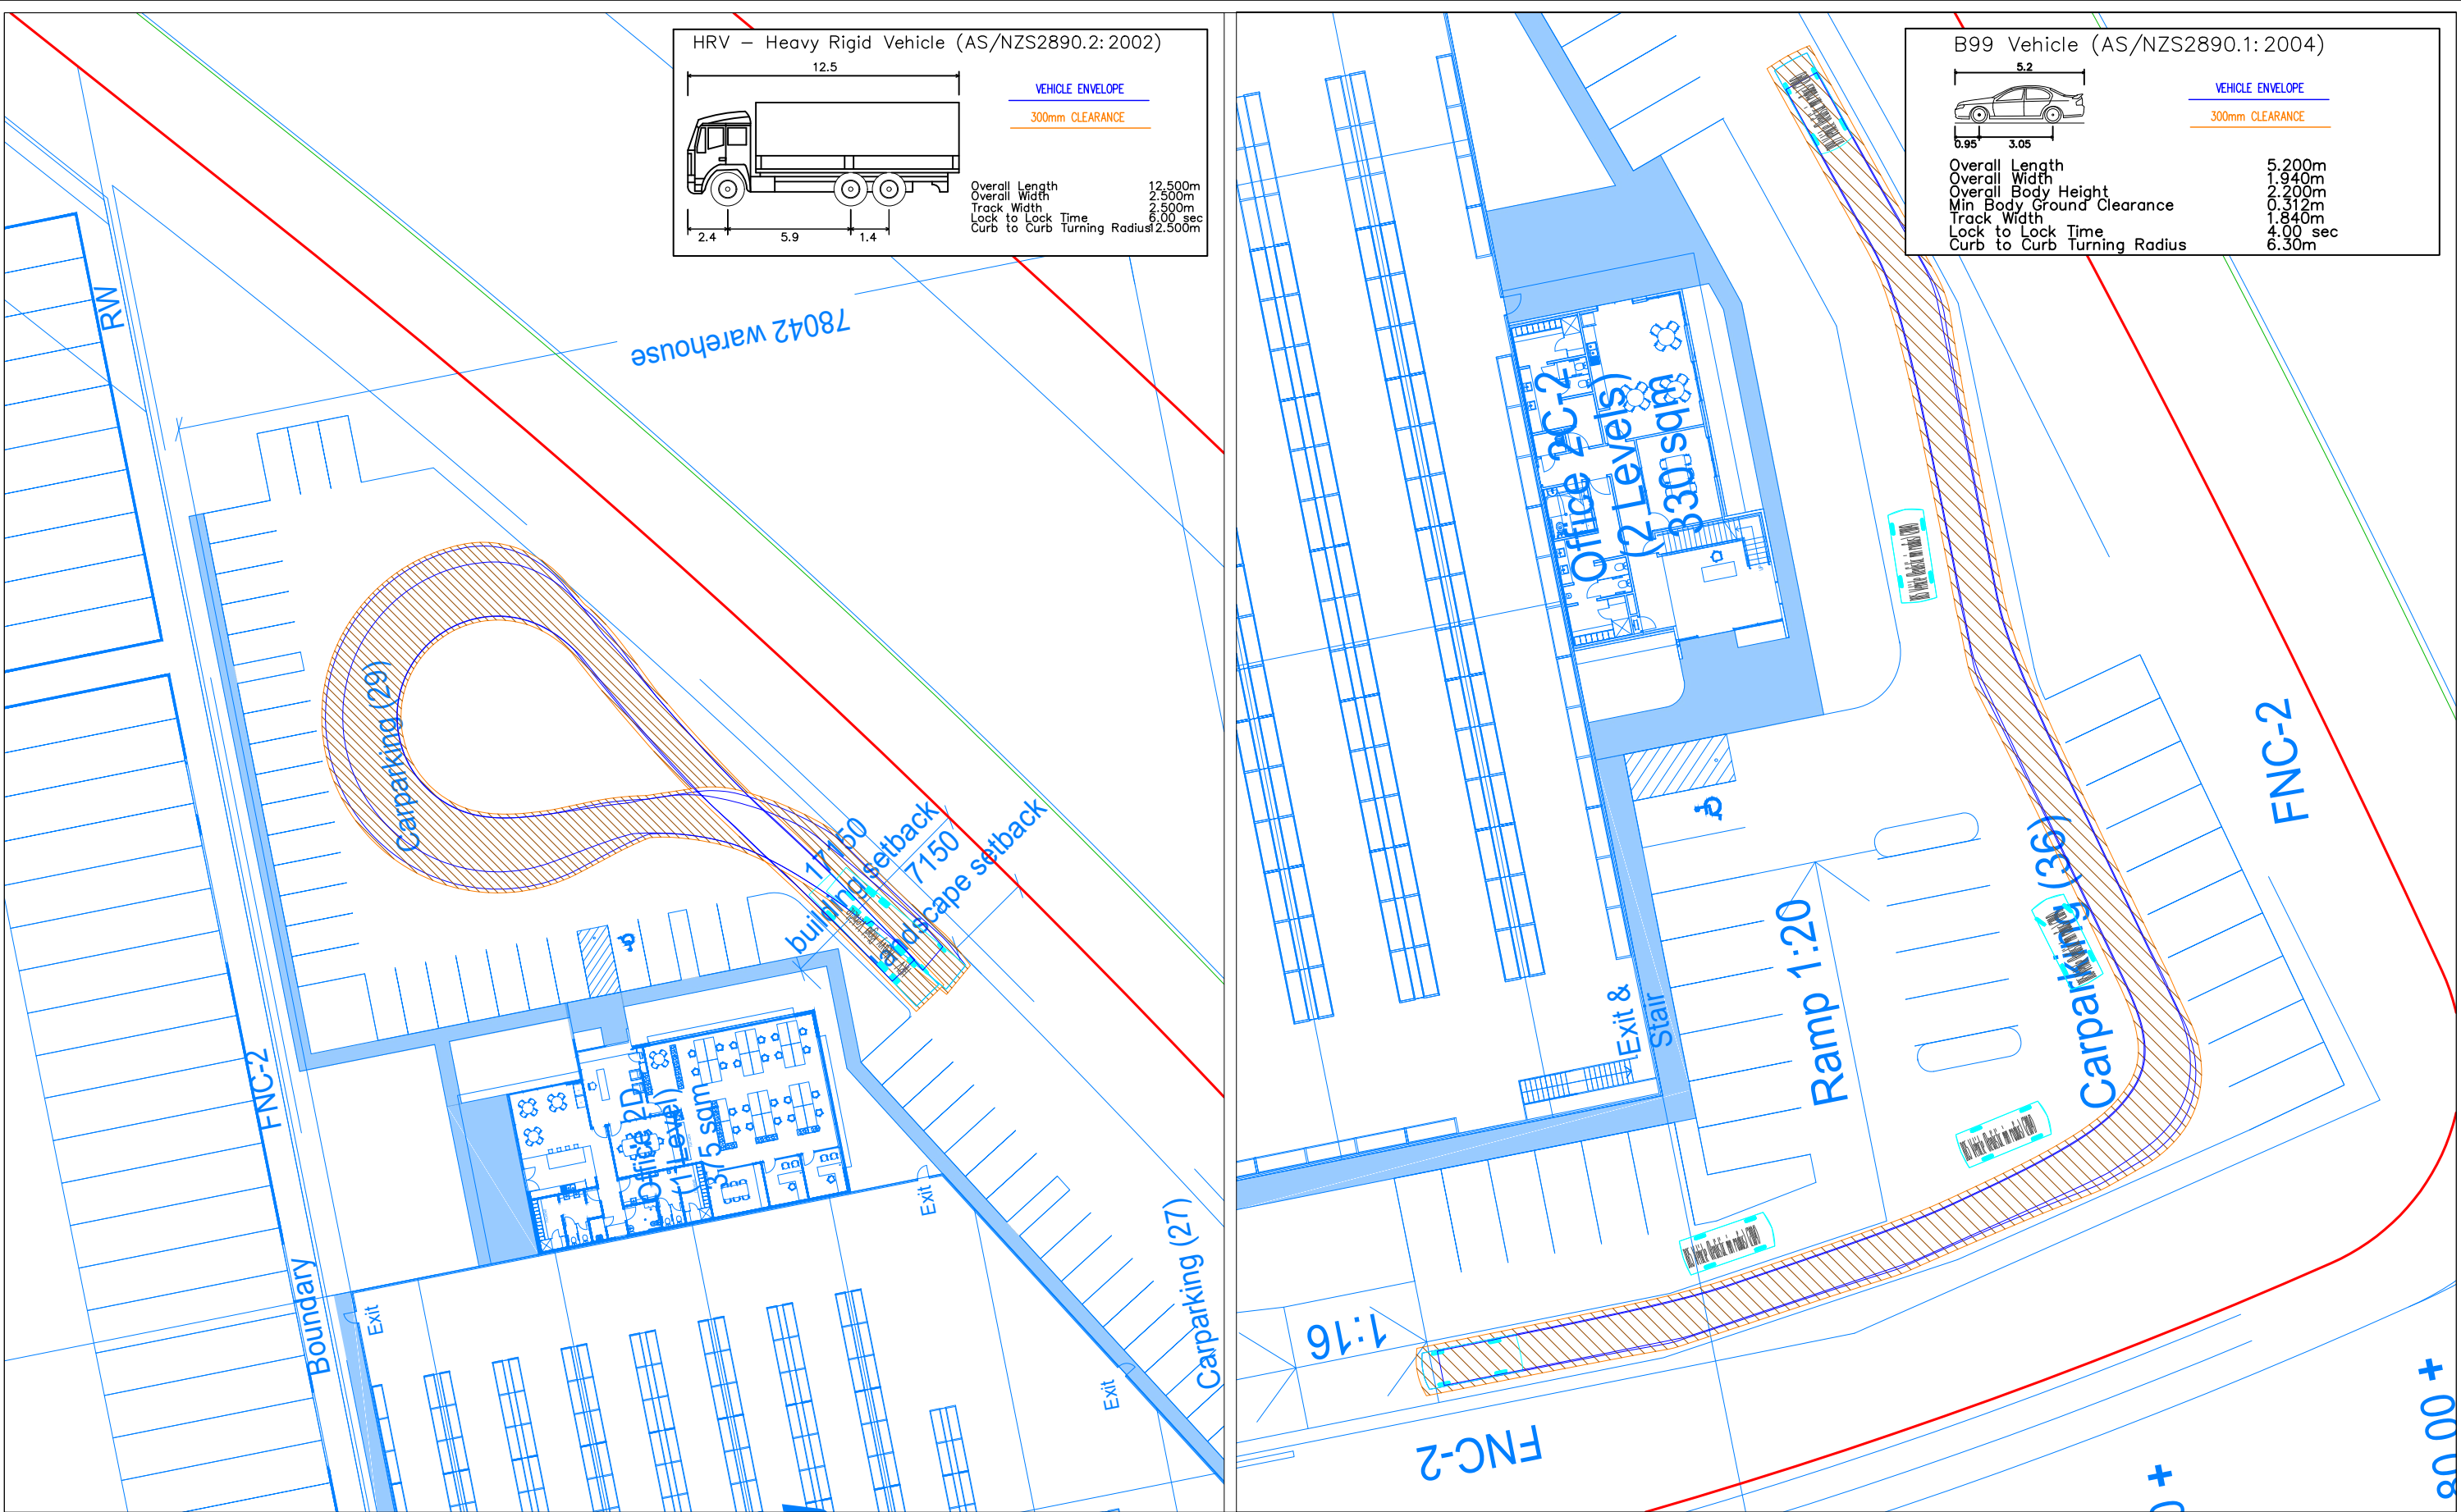 HRV – Heavy Rigid Vehicle (AS/NZS2890.2: 2002)
12.5
VEHICLE ENVELOPE
300mm CLEARANCE
2.4
5.9
1.4
Overall Length 12.500m
Overall Width 2.500m
Track Width 2.500m
Lock to Lock Time 6.00 sec
Curb to Curb Turning Radius 12.500m
RW
78042 warehouse
Carparking (29)
17150
building setback
7150
landscape setback
FNC-2
Boundary
Office 2D
(1 Level)
375 sqm
Exit
Exit
Exit
Carparking (27)
B99 Vehicle (AS/NZS2890.1: 2004)
5.2
VEHICLE ENVELOPE
300mm CLEARANCE
0.95
3.05
Overall Length 5.200m
Overall Width 1.940m
Overall Body Height 2.200m
Min Body Ground Clearance 0.312m
Track Width 1.840m
Lock to Lock Time 4.00 sec
Curb to Curb Turning Radius 6.30m
Office 2C-2
(2 Levels)
330 sqm
FNC-2
Carparking (36)
Ramp 1:20
Exit &
Stair
1:16
FNC-2